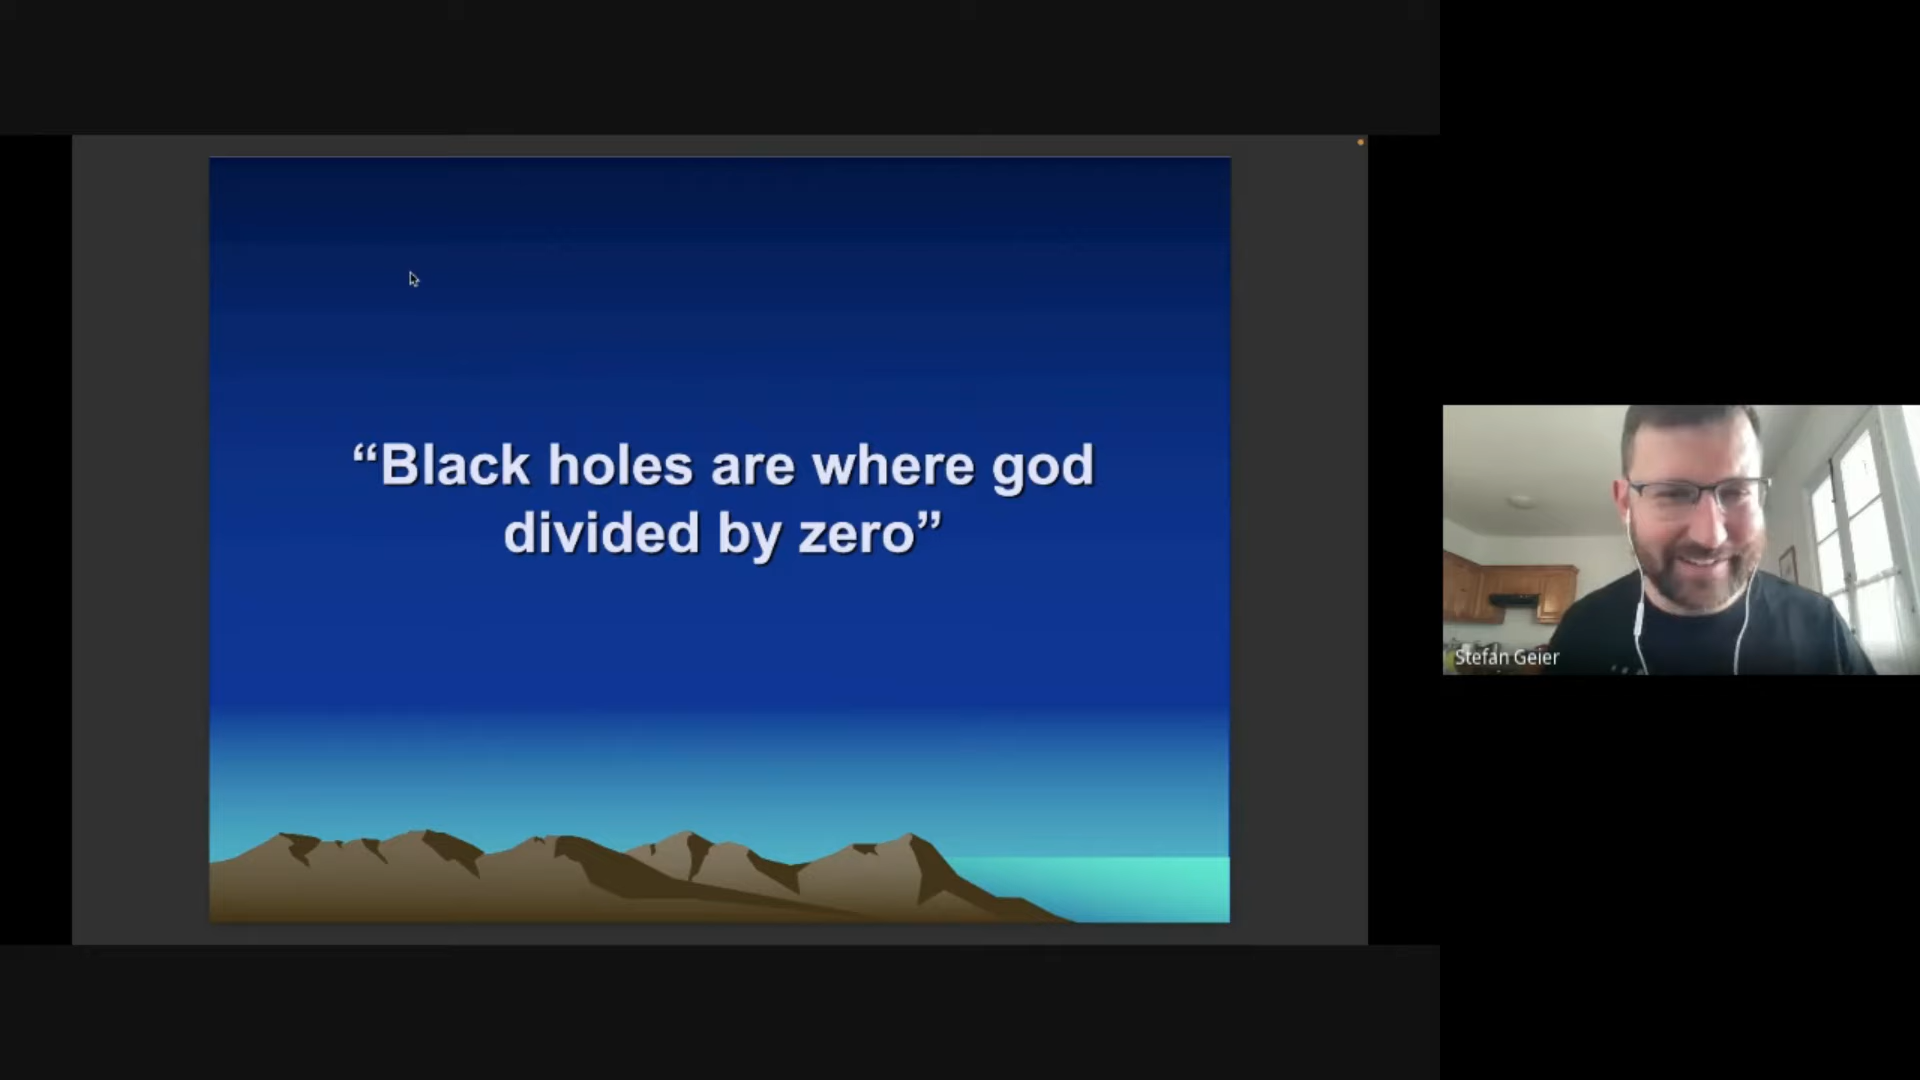 “Black holes are where god
divided by zero”
Stefan Geier